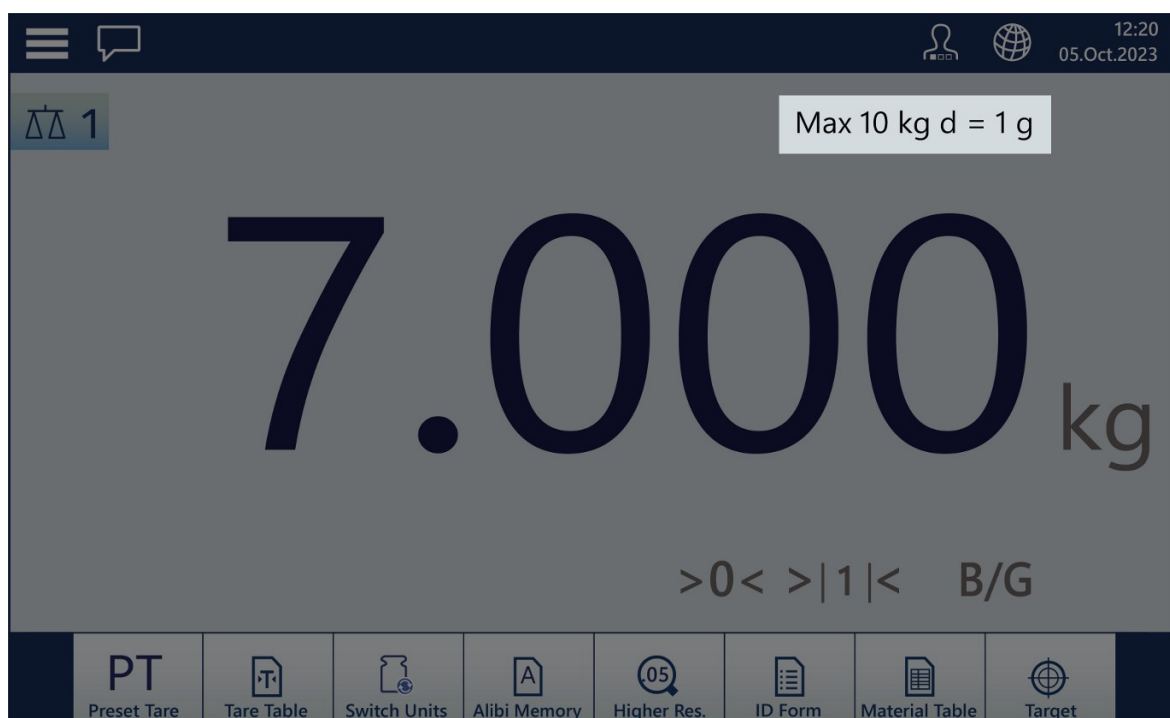 12:20
05.Oct.2023
1
Max 10 kg d = 1 g
7.000 kg
>0< >|1|< B/G
PT
Preset Tare
T
Tare Table
Switch Units
A
Alibi Memory
.05
Higher Res.
ID Form
Material Table
Target